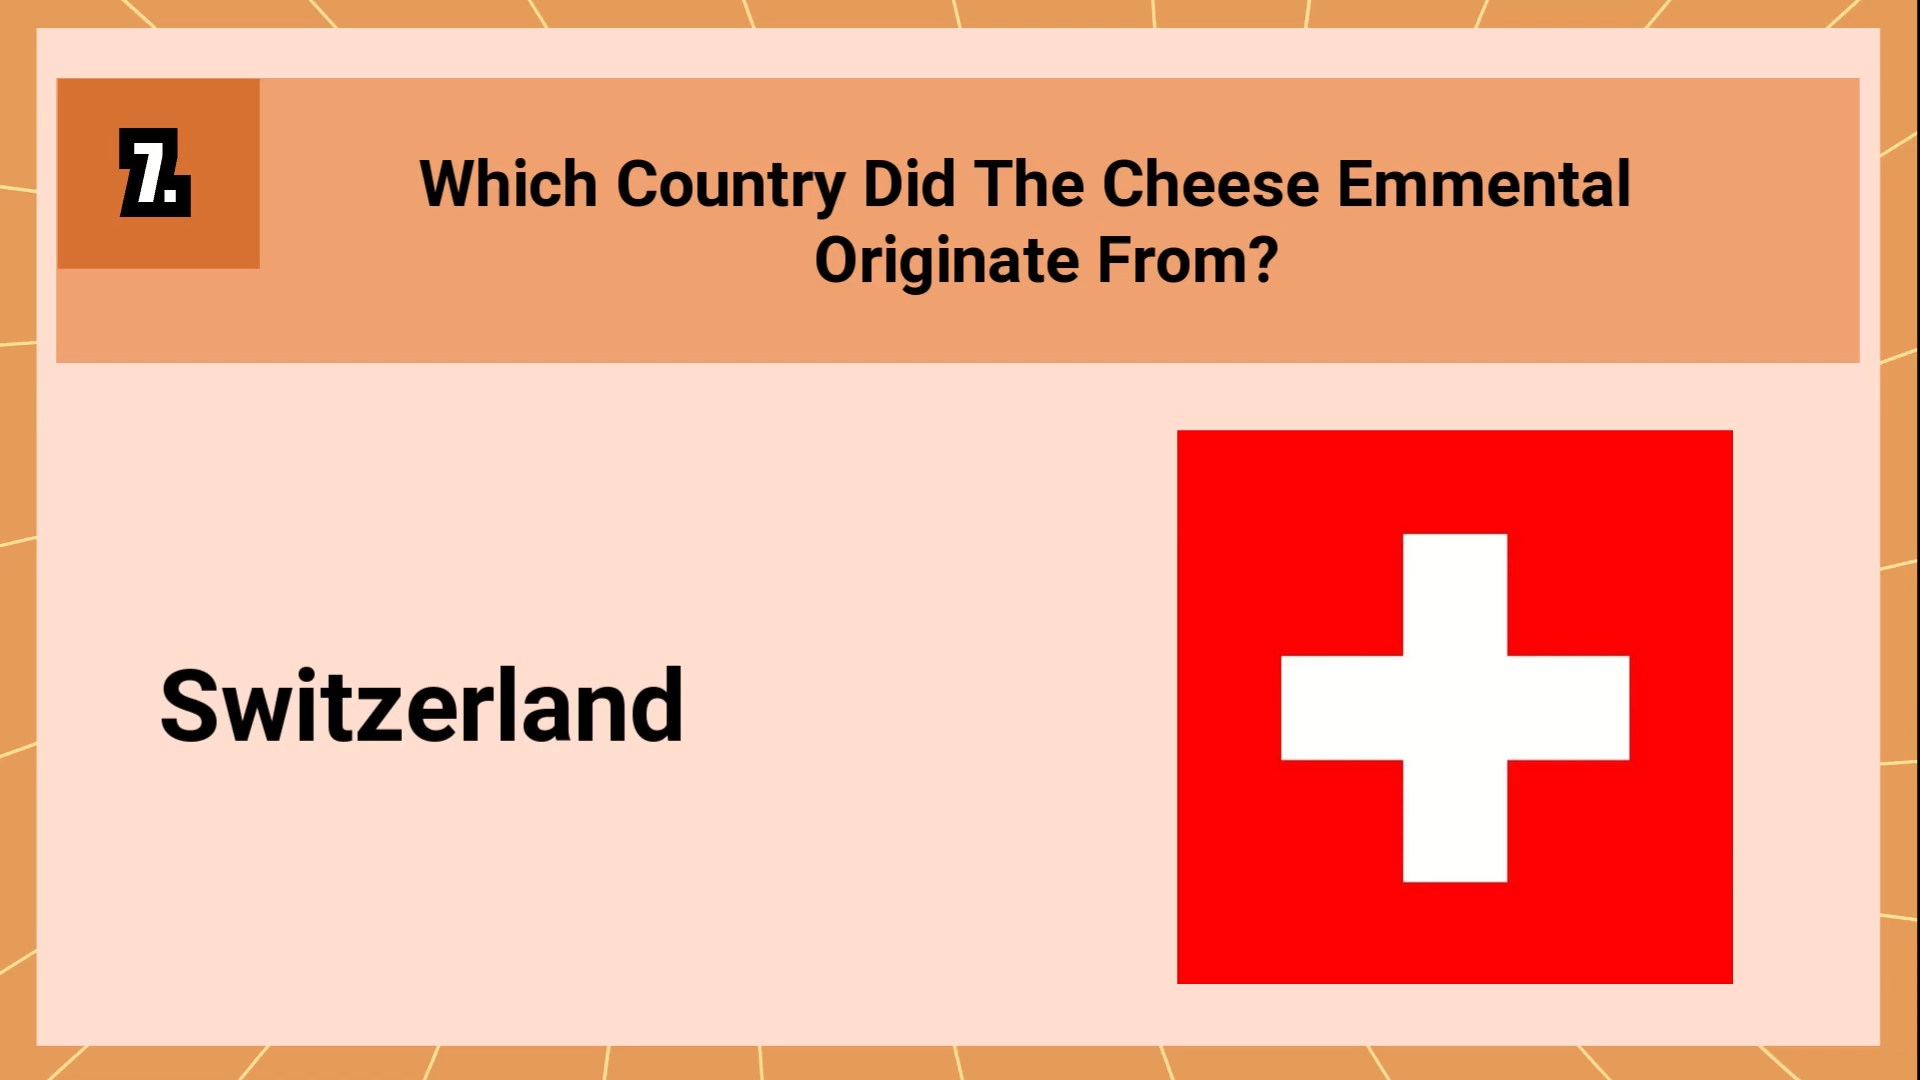 7.
Which Country Did The Cheese Emmental
Originate From?
Switzerland